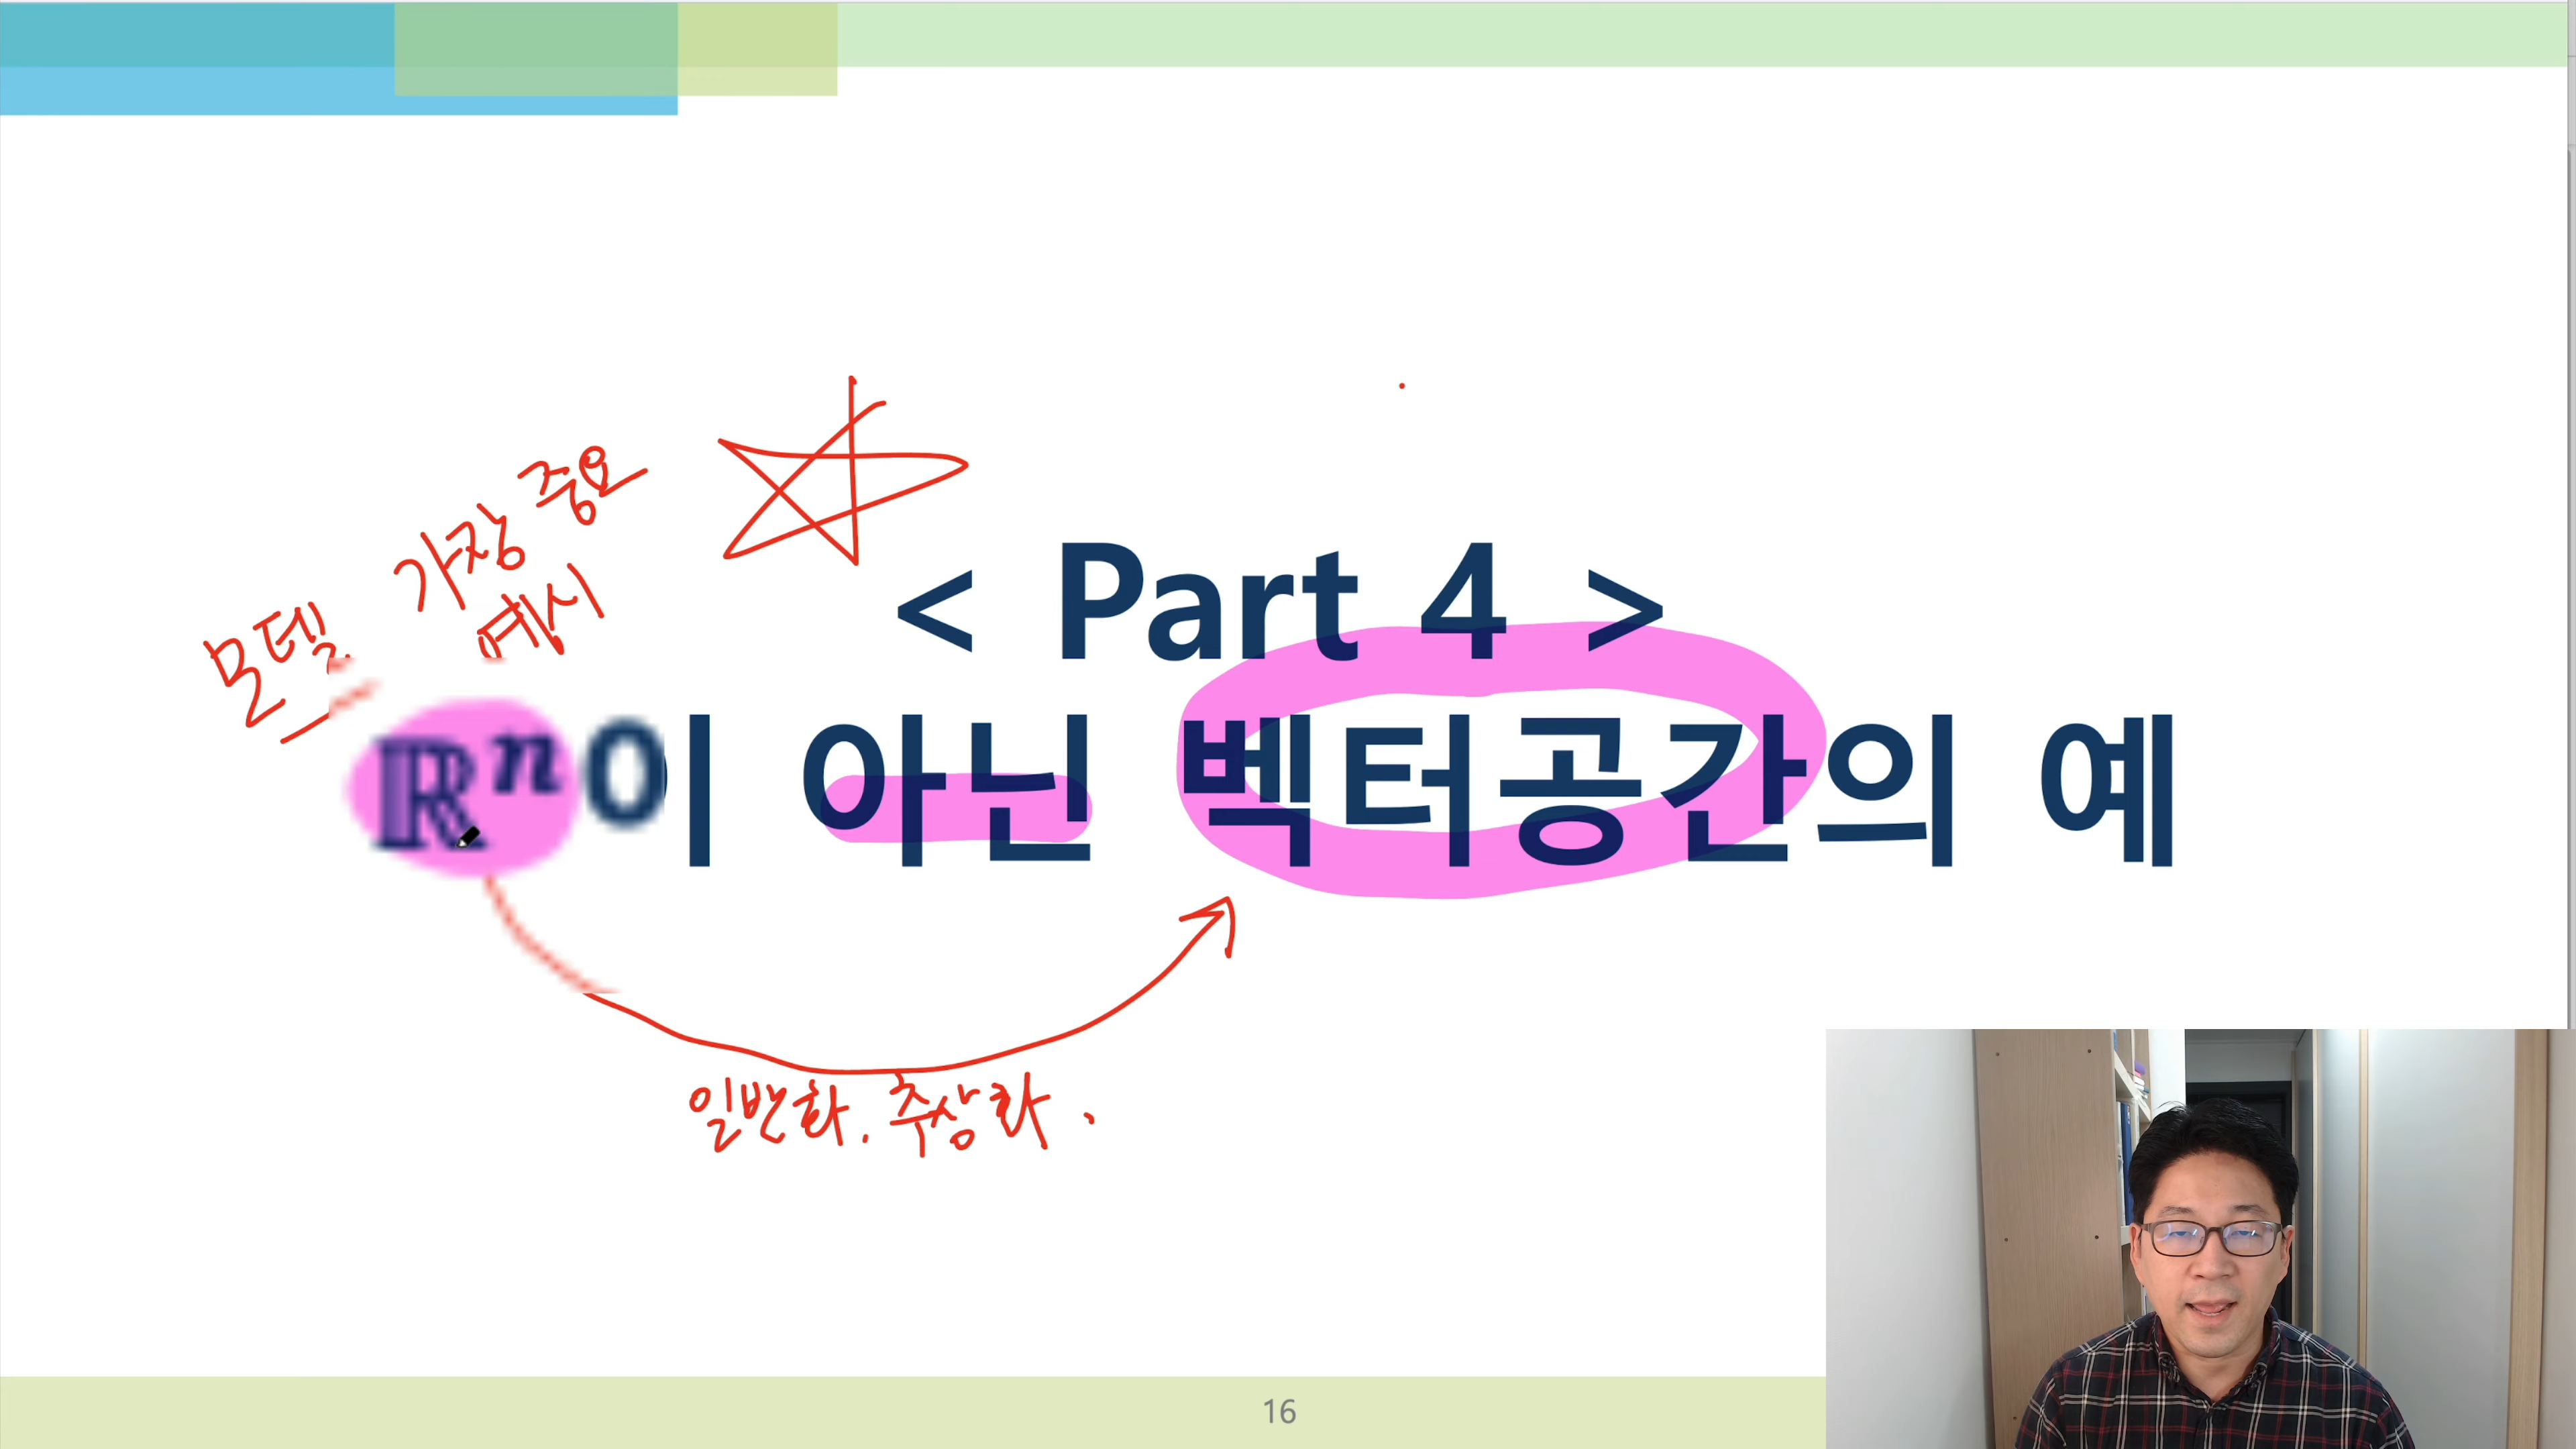 가장 중요
예시
모델
< Part 4 >
ℝⁿ이 아닌 벡터공간의 예
일반화. 추상화.
16